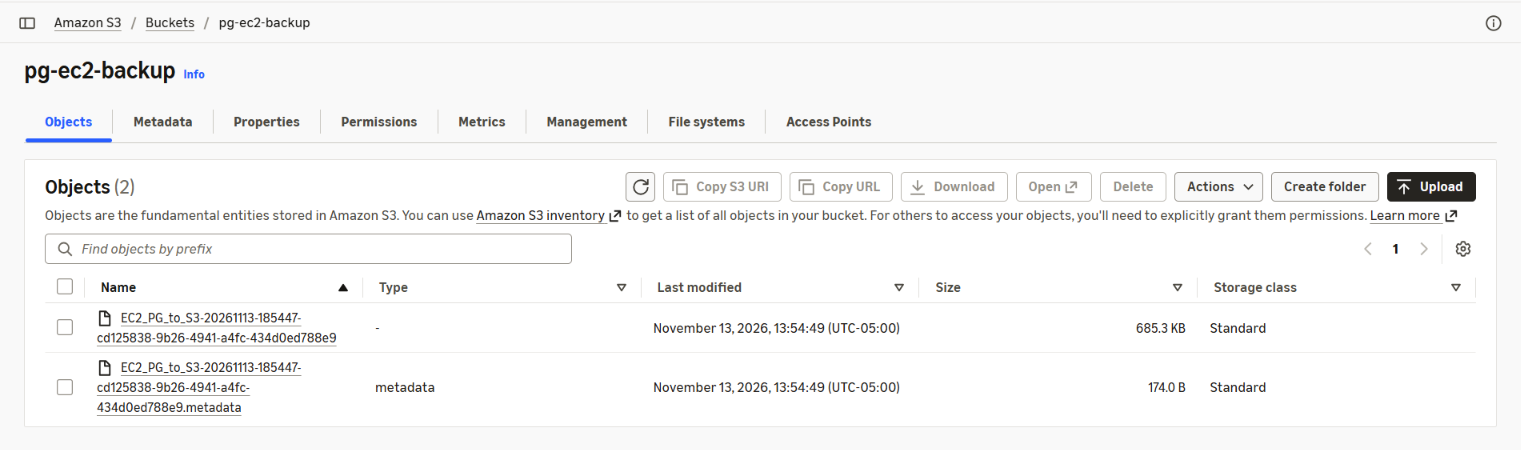 Amazon S3 / Buckets / pg-ec2-backup
pg-ec2-backup Info
Objects Metadata Properties Permissions Metrics Management File systems Access Points
Objects (2) Copy S3 URI Copy URL Download Open Delete Actions Create folder Upload
Objects are the fundamental entities stored in Amazon S3. You can use Amazon S3 inventory to get a list of all objects in your bucket. For others to access your objects, you'll need to explicitly grant them permissions. Learn more
Find objects by prefix 1
Name Type Last modified Size Storage class
EC2_PG_to_S3-20261113-185447-
cd125838-9b26-4941-a4fc-434d0ed788e9 - November 13, 2026, 13:54:49 (UTC-05:00) 685.3 KB Standard
EC2_PG_to_S3-20261113-185447-
cd125838-9b26-4941-a4fc- metadata November 13, 2026, 13:54:49 (UTC-05:00) 174.0 B Standard
434d0ed788e9.metadata